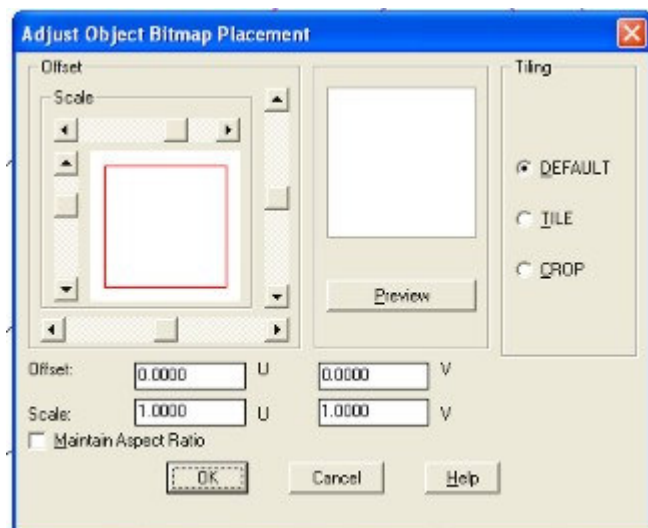 Adjust Object Bitmap Placement
Offset
Scale
Tiling
DEFAULT
TILE
CROP
Preview
Offset: 0.0000 U 0.0000 V
Scale: 1.0000 U 1.0000 V
Maintain Aspect Ratio
OK Cancel Help